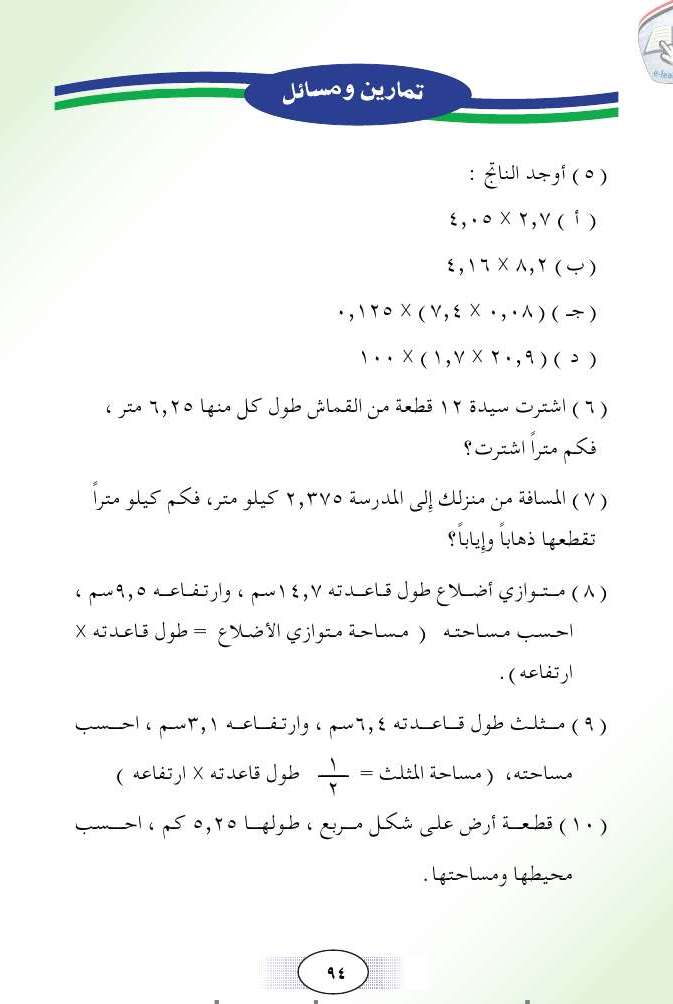 e-lea
تمارين ومسائل
( ٥ ) أوجد الناتج :
( أ ) ٢,٧ × ٤,٠٥
( ب ) ٨,٢ × ٤,١٦
( جـ ) ( ٠,٠٨ × ٧,٤ ) × ٠,١٢٥
( د ) ( ٢٠,٩ × ١,٧ ) × ١٠٠
( ٦ ) اشترت سيدة ١٢ قطعة من القماش طول كل منها ٦,٢٥ متر ،
فكم متراً اشترت؟
( ٧ ) المسافة من منزلك إلى المدرسة ٢,٣٧٥ كيلو متر، فكم كيلو متراً
تقطعها ذهاباً وإياباً؟
( ٨ ) متوازي أضلاع طول قاعدته ١٤,٧سم ، وارتفاعه ٩,٥سم ،
احسب مساحته ( مساحة متوازي الأضلاع = طول قاعدته ×
ارتفاعه ) .
( ٩ ) مثلث طول قاعدته ٦,٤سم ، وارتفاعه ٣,١سم ، احسب
مساحته، ( مساحة المثلث = ١/٢ طول قاعدته × ارتفاعه )
( ١٠ ) قطعة أرض على شكل مربع ، طولها ٥,٢٥ كم ، احسب
محيطها ومساحتها .
٩٤